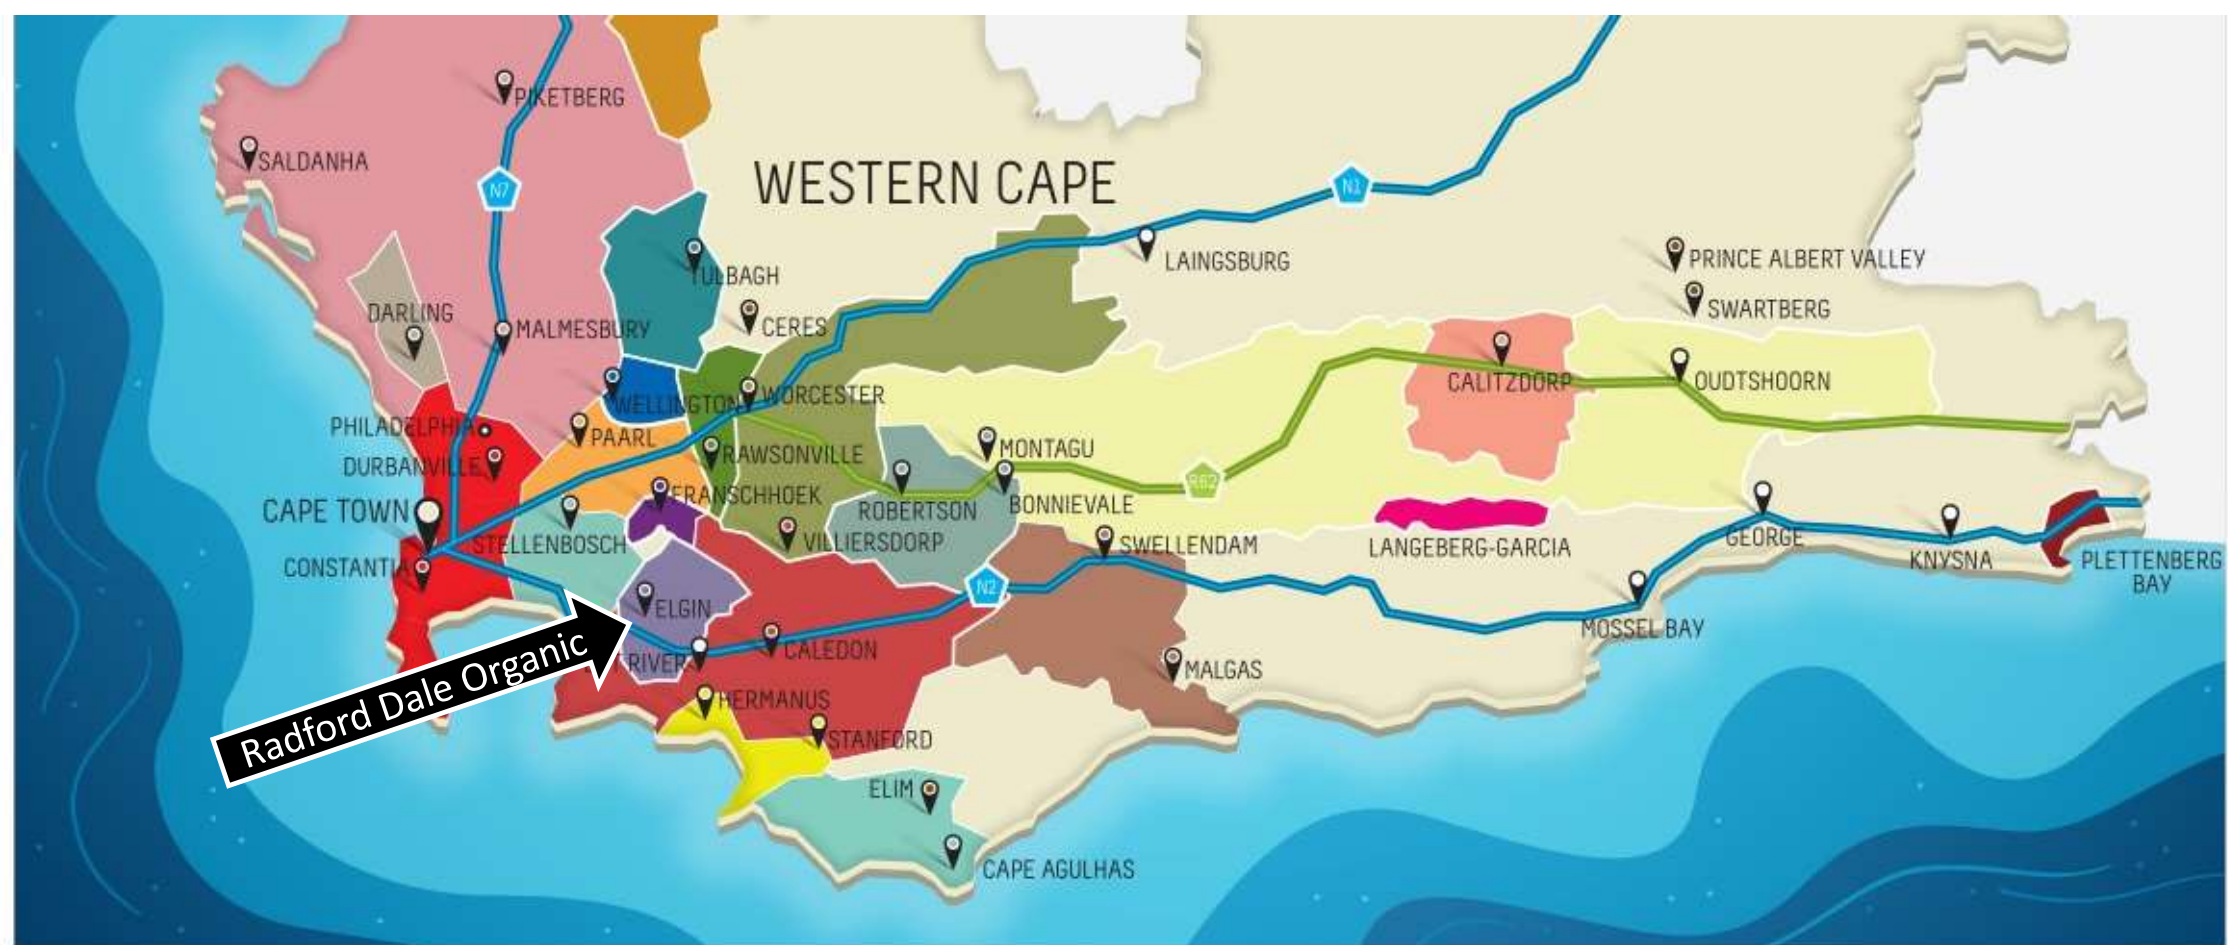 PIKETBERG
SALDANHA
N7
WESTERN CAPE
N1
TULBAGH
LAINGSBURG
PRINCE ALBERT VALLEY
SWARTBERG
DARLING
MALMESBURY
CERES
CALITZDORP
OUDTSHOORN
WELLINGTON
WORCESTER
PHILADELPHIA
PAARL
DURBANVILLE
RAWSONVILLE
MONTAGU
R62
FRANSCHHOEK
BONNIEVALE
CAPE TOWN
ROBERTSON
STELLENBOSCH
VILLIERSDORP
SWELLENDAM
LANGEBERG-GARCIA
GEORGE
KNYSNA
PLETTENBERG
BAY
CONSTANTIA
N2
ELGIN
MOSSEL BAY
CALEDON
RIVER
MALGAS
Radford Dale Organic
HERMANUS
STANFORD
ELIM
CAPE AGULHAS